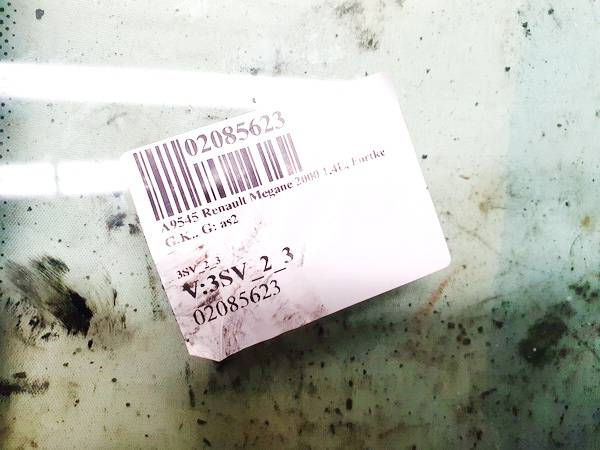 02085623
A9545 Renault Megane 2000 1.4L, Fortke
G.K.. G: as2
3SV_2_3
V:3SV_2_3
02085623